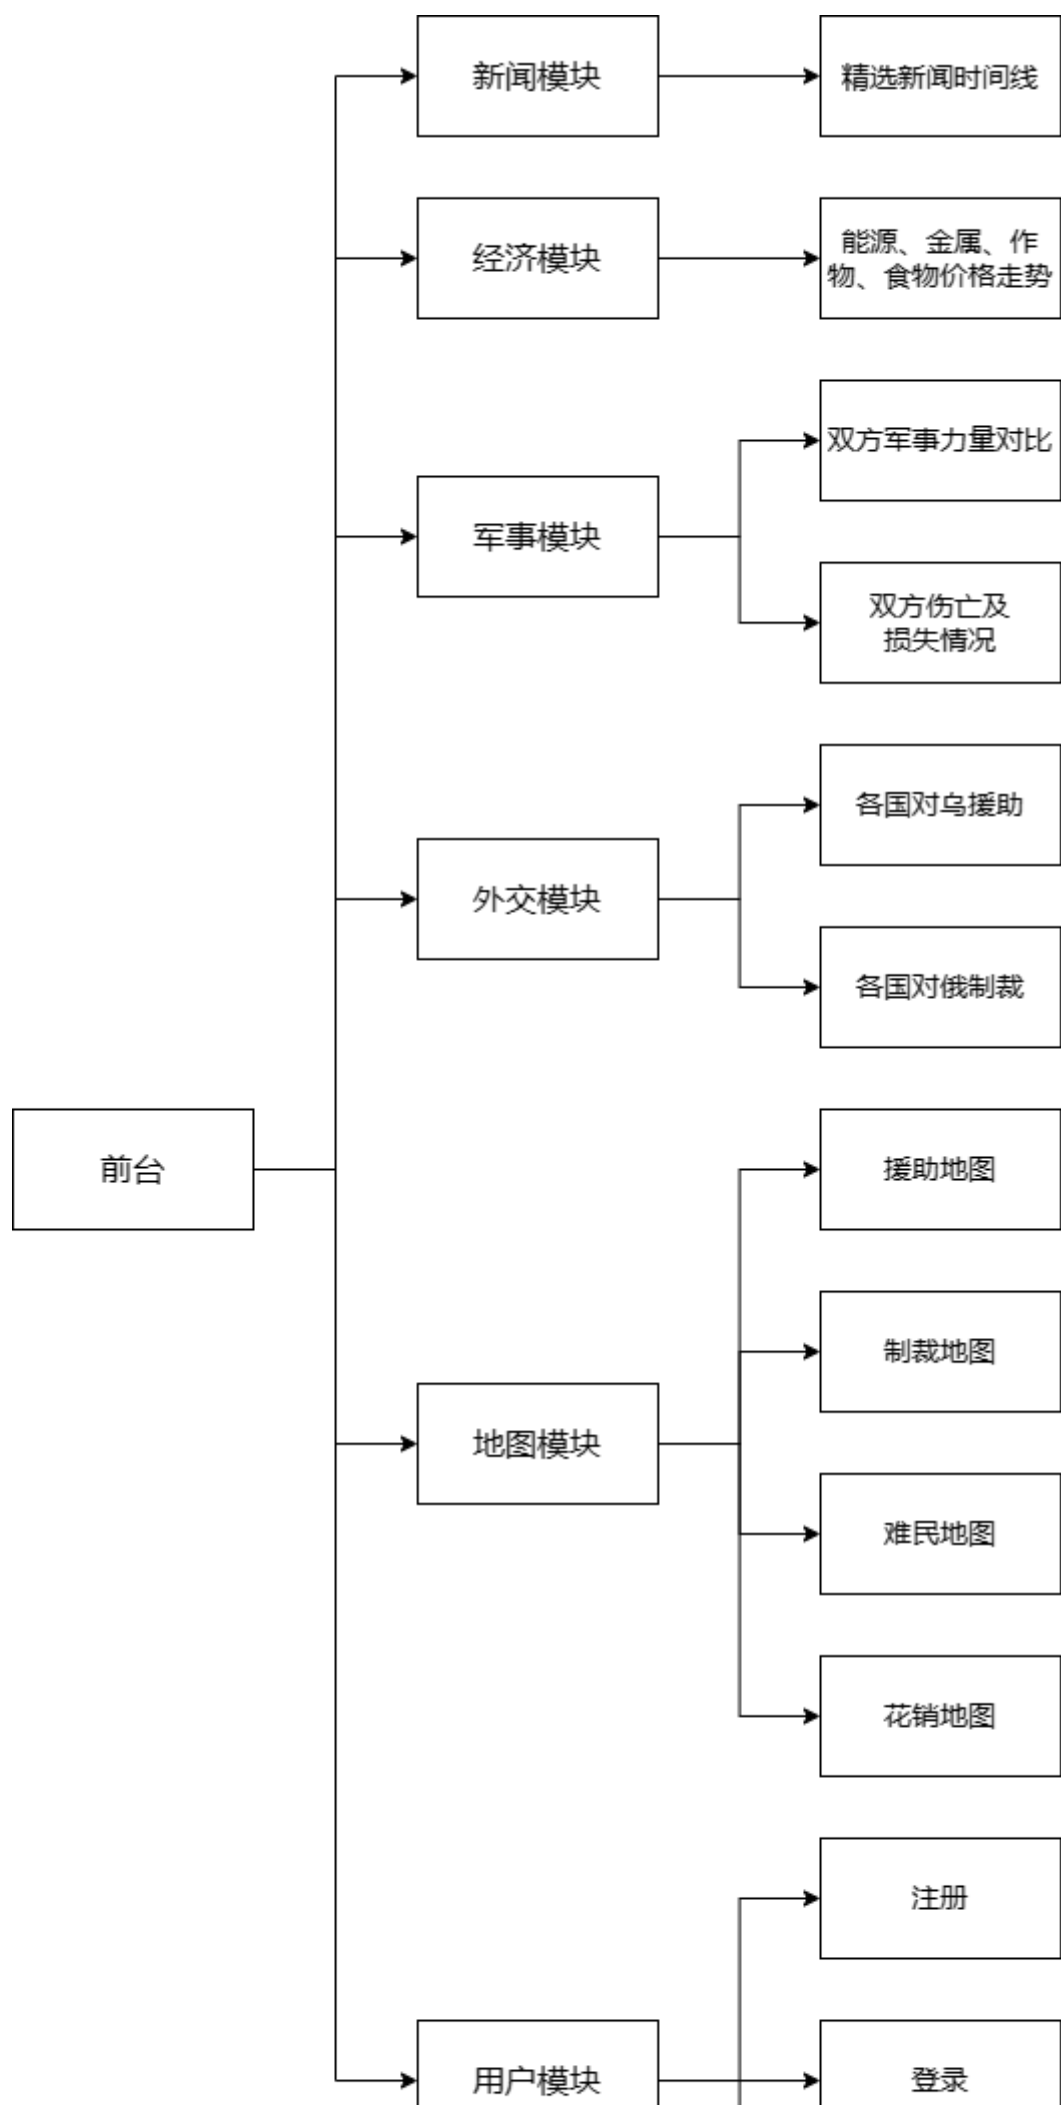 新闻模块
精选新闻时间线
经济模块
能源、金属、作
物、食物价格走势
军事模块
双方军事力量对比
双方伤亡及
损失情况
外交模块
各国对乌援助
各国对俄制裁
前台
地图模块
援助地图
制裁地图
难民地图
花销地图
用户模块
注册
登录